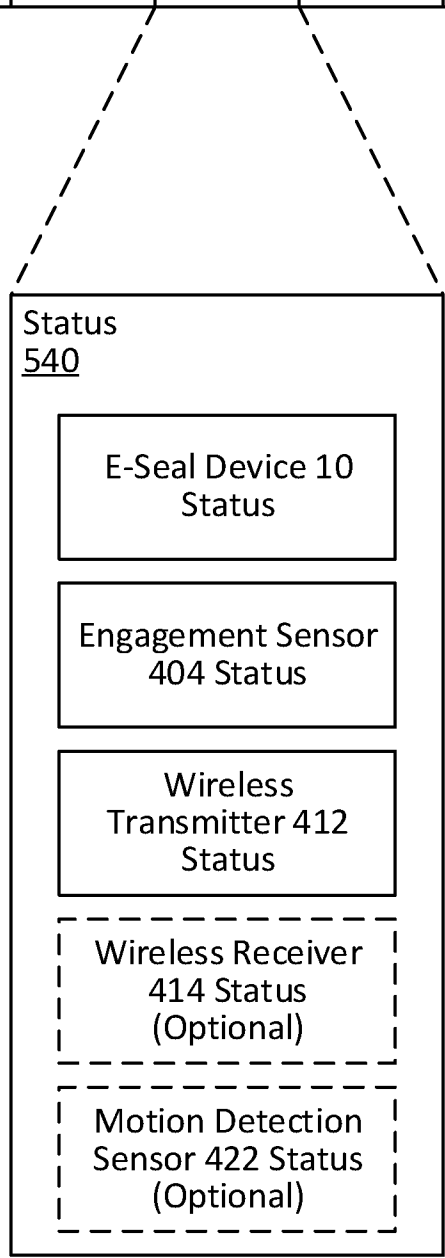 Status
540
E-Seal Device 10
Status
Engagement Sensor
404 Status
Wireless
Transmitter 412
Status
Wireless Receiver
414 Status
(Optional)
Motion Detection
Sensor 422 Status
(Optional)